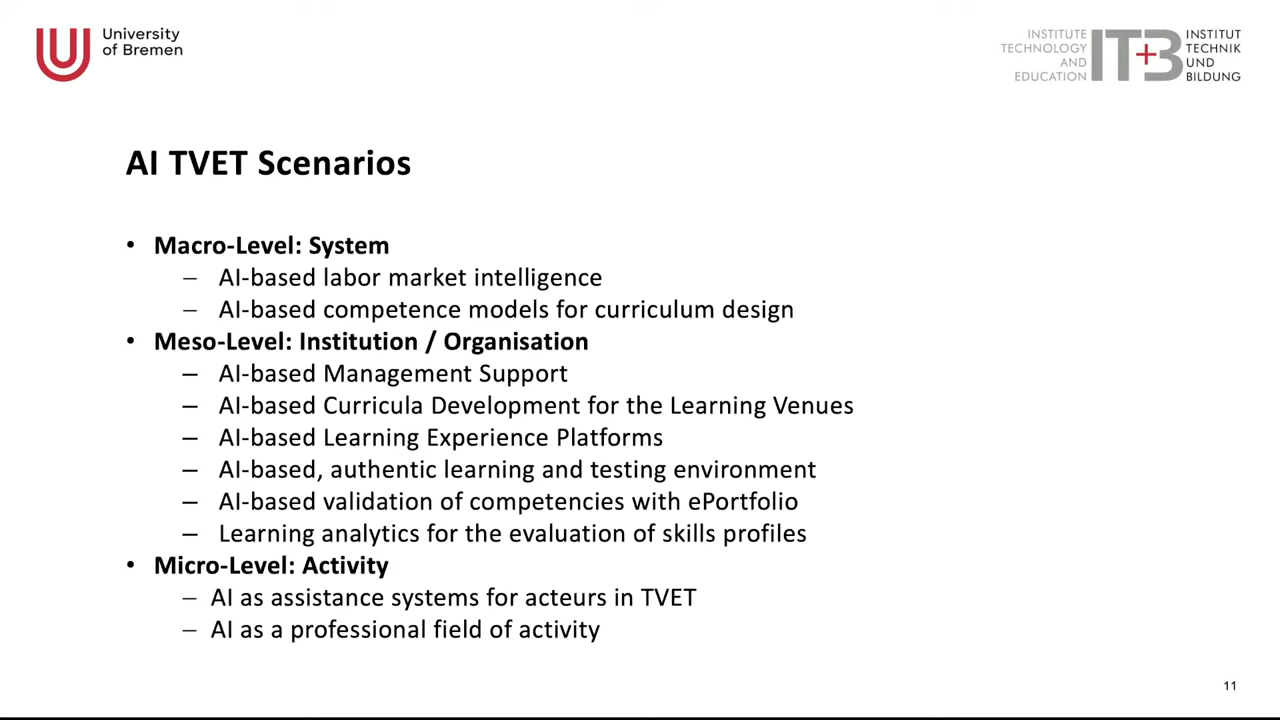 University
of Bremen
INSTITUTE
TECHNOLOGY
AND
EDUCATION
IT+B
INSTITUT
TECHNIK
UND
BILDUNG
AI TVET Scenarios
• Macro-Level: System
– AI-based labor market intelligence
– AI-based competence models for curriculum design
• Meso-Level: Institution / Organisation
– AI-based Management Support
– AI-based Curricula Development for the Learning Venues
– AI-based Learning Experience Platforms
– AI-based, authentic learning and testing environment
– AI-based validation of competencies with ePortfolio
– Learning analytics for the evaluation of skills profiles
• Micro-Level: Activity
– AI as assistance systems for acteurs in TVET
– AI as a professional field of activity
11